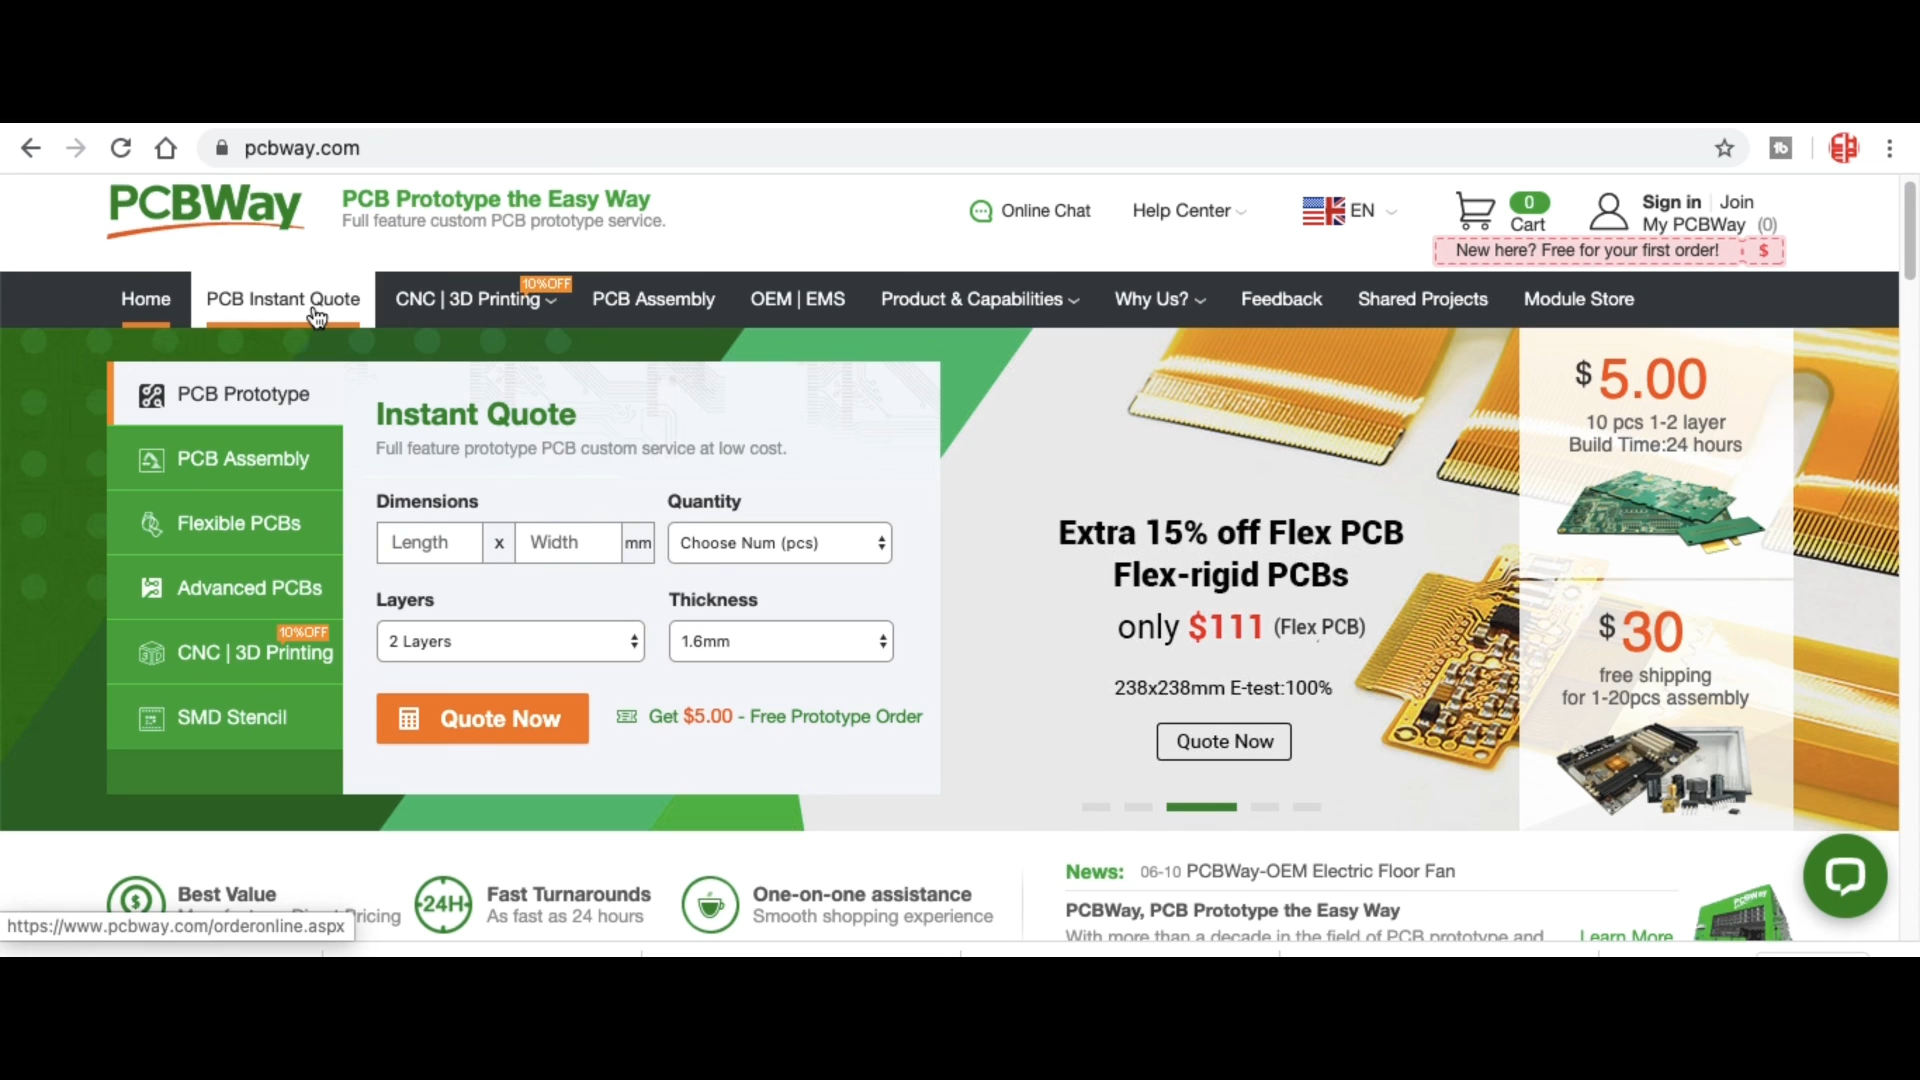 pcbway.com
PCBWay
PCB Prototype the Easy Way
Full feature custom PCB prototype service.
Online Chat
Help Center
EN
0
Cart
Sign in
Join
My PCBWay (0)
New here? Free for your first order!
$
Home
PCB Instant Quote
CNC | 3D Printing
10%OFF
PCB Assembly
OEM | EMS
Product & Capabilities
Why Us?
Feedback
Shared Projects
Module Store
PCB Prototype
PCB Assembly
Flexible PCBs
Advanced PCBs
10%OFF
CNC | 3D Printing
SMD Stencil
Instant Quote
Full feature prototype PCB custom service at low cost.
Dimensions
Quantity
Length
x
Width
mm
Choose Num (pcs)
Layers
Thickness
2 Layers
1.6mm
Quote Now
Get $5.00 - Free Prototype Order
Extra 15% off Flex PCB
Flex-rigid PCBs
only $111 (Flex PCB)
238x238mm E-test:100%
Quote Now
$5.00
10 pcs 1-2 layer
Build Time:24 hours
$30
free shipping
for 1-20pcs assembly
Best Value
ricing
24H
Fast Turnarounds
As fast as 24 hours
One-on-one assistance
Smooth shopping experience
News:
06-10 PCBWay-OEM Electric Floor Fan
PCBWay, PCB Prototype the Easy Way
With more than a decade in the field of PCB prototype and
Learn More
https://www.pcbway.com/orderonline.aspx